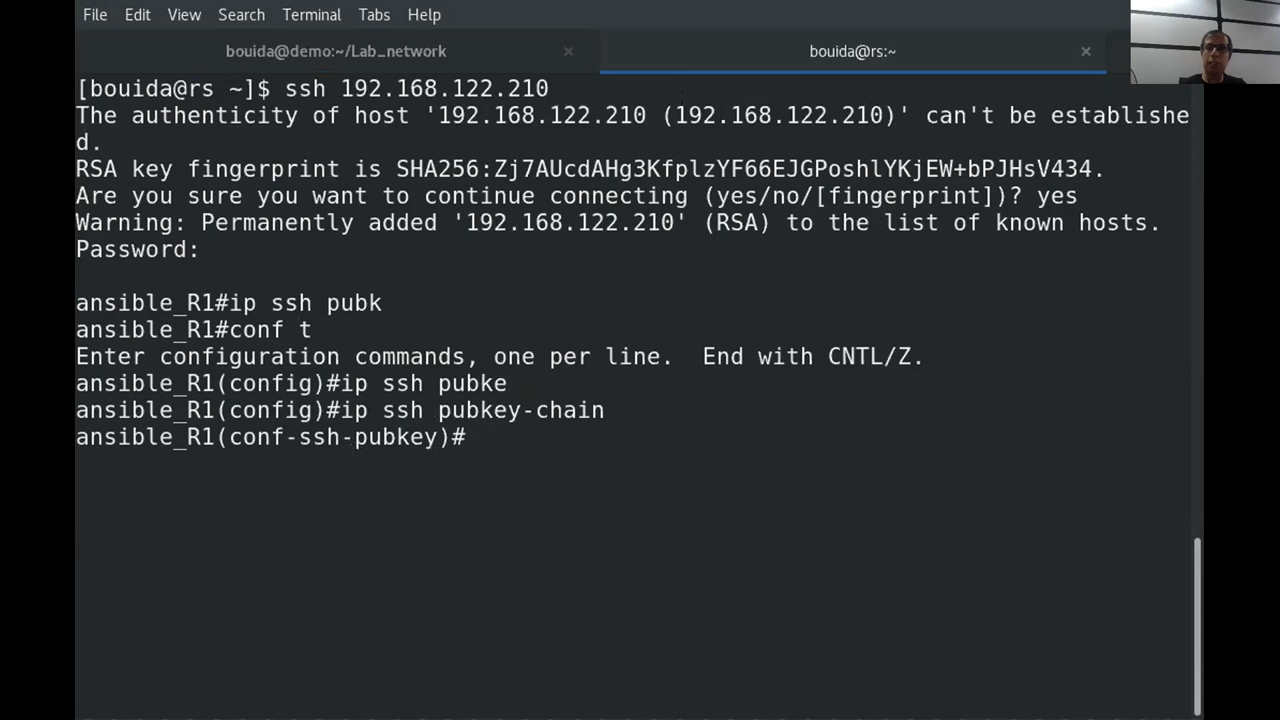 File Edit View Search Terminal Tabs Help
bouida@demo:~/Lab_network × bouida@rs:~ ×
[bouida@rs ~]$ ssh 192.168.122.210
The authenticity of host '192.168.122.210 (192.168.122.210)' can't be establishe
d.
RSA key fingerprint is SHA256:Zj7AUcdAHg3KfplzYF66EJGPoshlYKjEW+bPJHsV434.
Are you sure you want to continue connecting (yes/no/[fingerprint])? yes
Warning: Permanently added '192.168.122.210' (RSA) to the list of known hosts.
Password:
ansible_R1#ip ssh pubk
ansible_R1#conf t
Enter configuration commands, one per line.  End with CNTL/Z.
ansible_R1(config)#ip ssh pubke
ansible_R1(config)#ip ssh pubkey-chain
ansible_R1(conf-ssh-pubkey)#